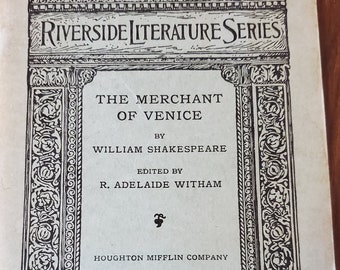 RIVERSIDE LITERATURE SERIES
THE MERCHANT
OF VENICE
BY
WILLIAM SHAKESPEARE
EDITED BY
R. ADELAIDE WITHAM
HOUGHTON MIFFLIN COMPANY